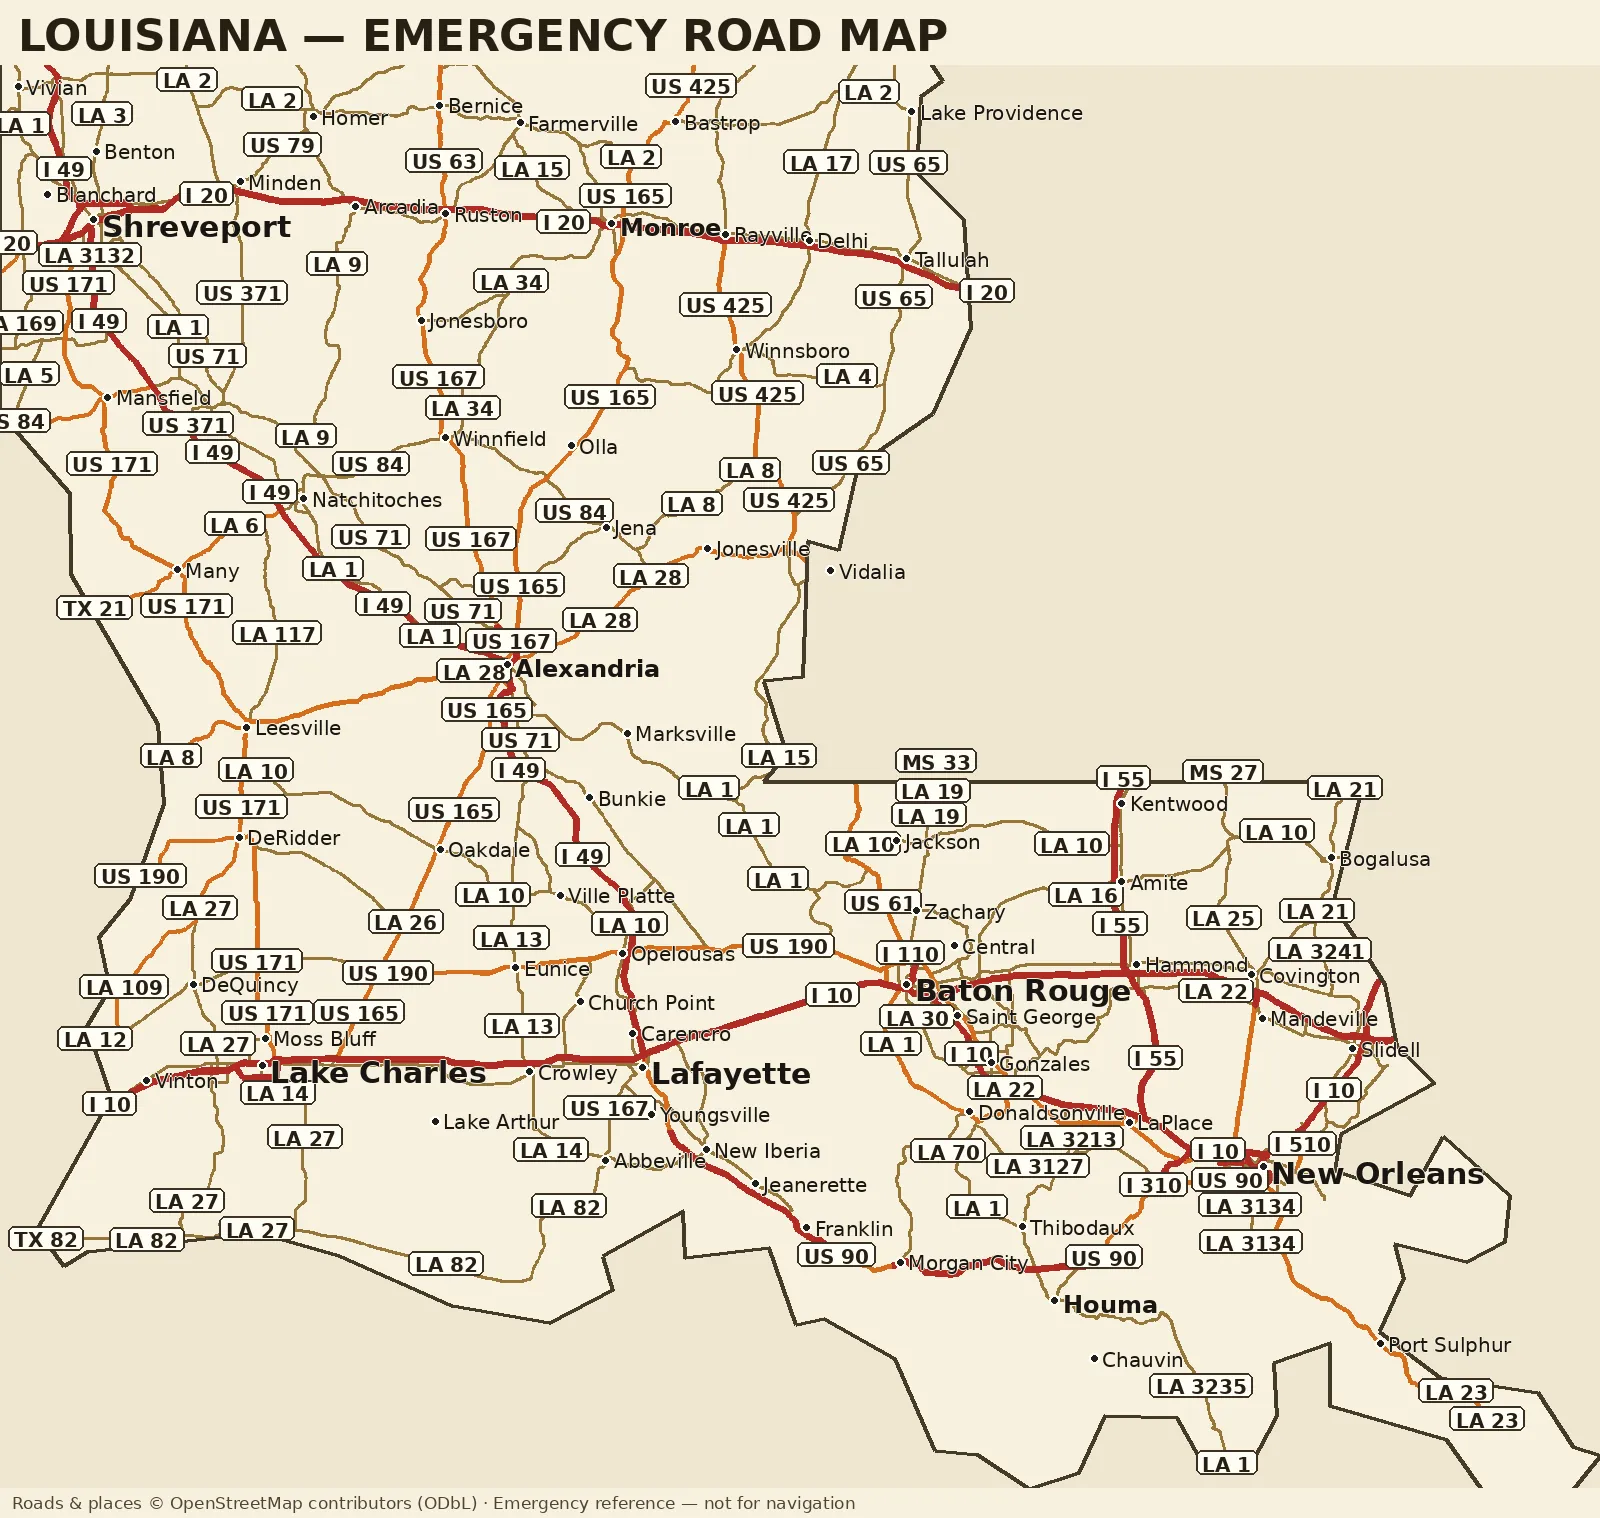 LOUISIANA — EMERGENCY ROAD MAP
Vivian
LA 2
LA 2
Bernice
US 425
LA 2
LA 1
LA 3
Homer
Farmerville
Bastrop
Lake Providence
Benton
US 79
US 63
LA 15
LA 2
LA 17
US 65
I 49
Blanchard
I 20
Minden
Arcadia
Ruston
US 165
I 20
Shreveport
Monroe
Rayville
Delhi
20
LA 3132
LA 9
Tallulah
US 171
US 371
LA 34
US 425
US 65
I 20
A 169
I 49
LA 1
Jonesboro
US 71
Winnsboro
LA 5
US 167
LA 4
Mansfield
LA 34
US 165
US 425
S 84
US 371
LA 9
Winnfield
Olla
I 49
US 171
US 84
LA 8
US 65
I 49
Natchitoches
LA 8
US 425
LA 6
US 71
US 167
US 84
Jena
Jonesville
Many
LA 1
US 165
LA 28
Vidalia
TX 21
US 171
I 49
US 71
LA 28
LA 117
LA 1
US 167
LA 28
Alexandria
US 165
Leesville
US 71
Marksville
LA 8
LA 10
I 49
LA 15
MS 33
I 55
MS 27
LA 1
LA 19
LA 21
US 171
US 165
Bunkie
LA 19
Kentwood
LA 1
DeRidder
Oakdale
I 49
LA 10
Jackson
LA 10
LA 10
Bogalusa
US 190
LA 10
Ville Platte
LA 1
LA 16
Amite
LA 27
LA 26
LA 10
US 61
Zachary
I 55
LA 25
LA 21
LA 13
US 190
I 110
Central
LA 3241
US 171
US 190
Eunice
Opelousas
Hammond
Covington
LA 109
DeQuincy
I 10
Baton Rouge
LA 22
US 171
US 165
Church Point
LA 30
Saint George
Mandeville
LA 12
LA 27
Moss Bluff
LA 13
Carencro
LA 1
I 10
I 55
Slidell
Vinton
Lake Charles
Crowley
Lafayette
Gonzales
I 10
LA 14
LA 22
I 10
Lake Arthur
US 167
Youngsville
Donaldsonville
LaPlace
LA 27
LA 14
New Iberia
LA 70
LA 3213
I 10
I 510
Abbeville
LA 3127
New Orleans
Jeanerette
I 310
US 90
LA 27
LA 82
LA 1
LA 3134
TX 82
LA 82
LA 27
Franklin
Thibodaux
LA 3134
LA 82
US 90
Morgan City
US 90
Houma
Port Sulphur
Chauvin
LA 3235
LA 23
LA 23
LA 1
Roads & places © OpenStreetMap contributors (ODbL) · Emergency reference — not for navigation